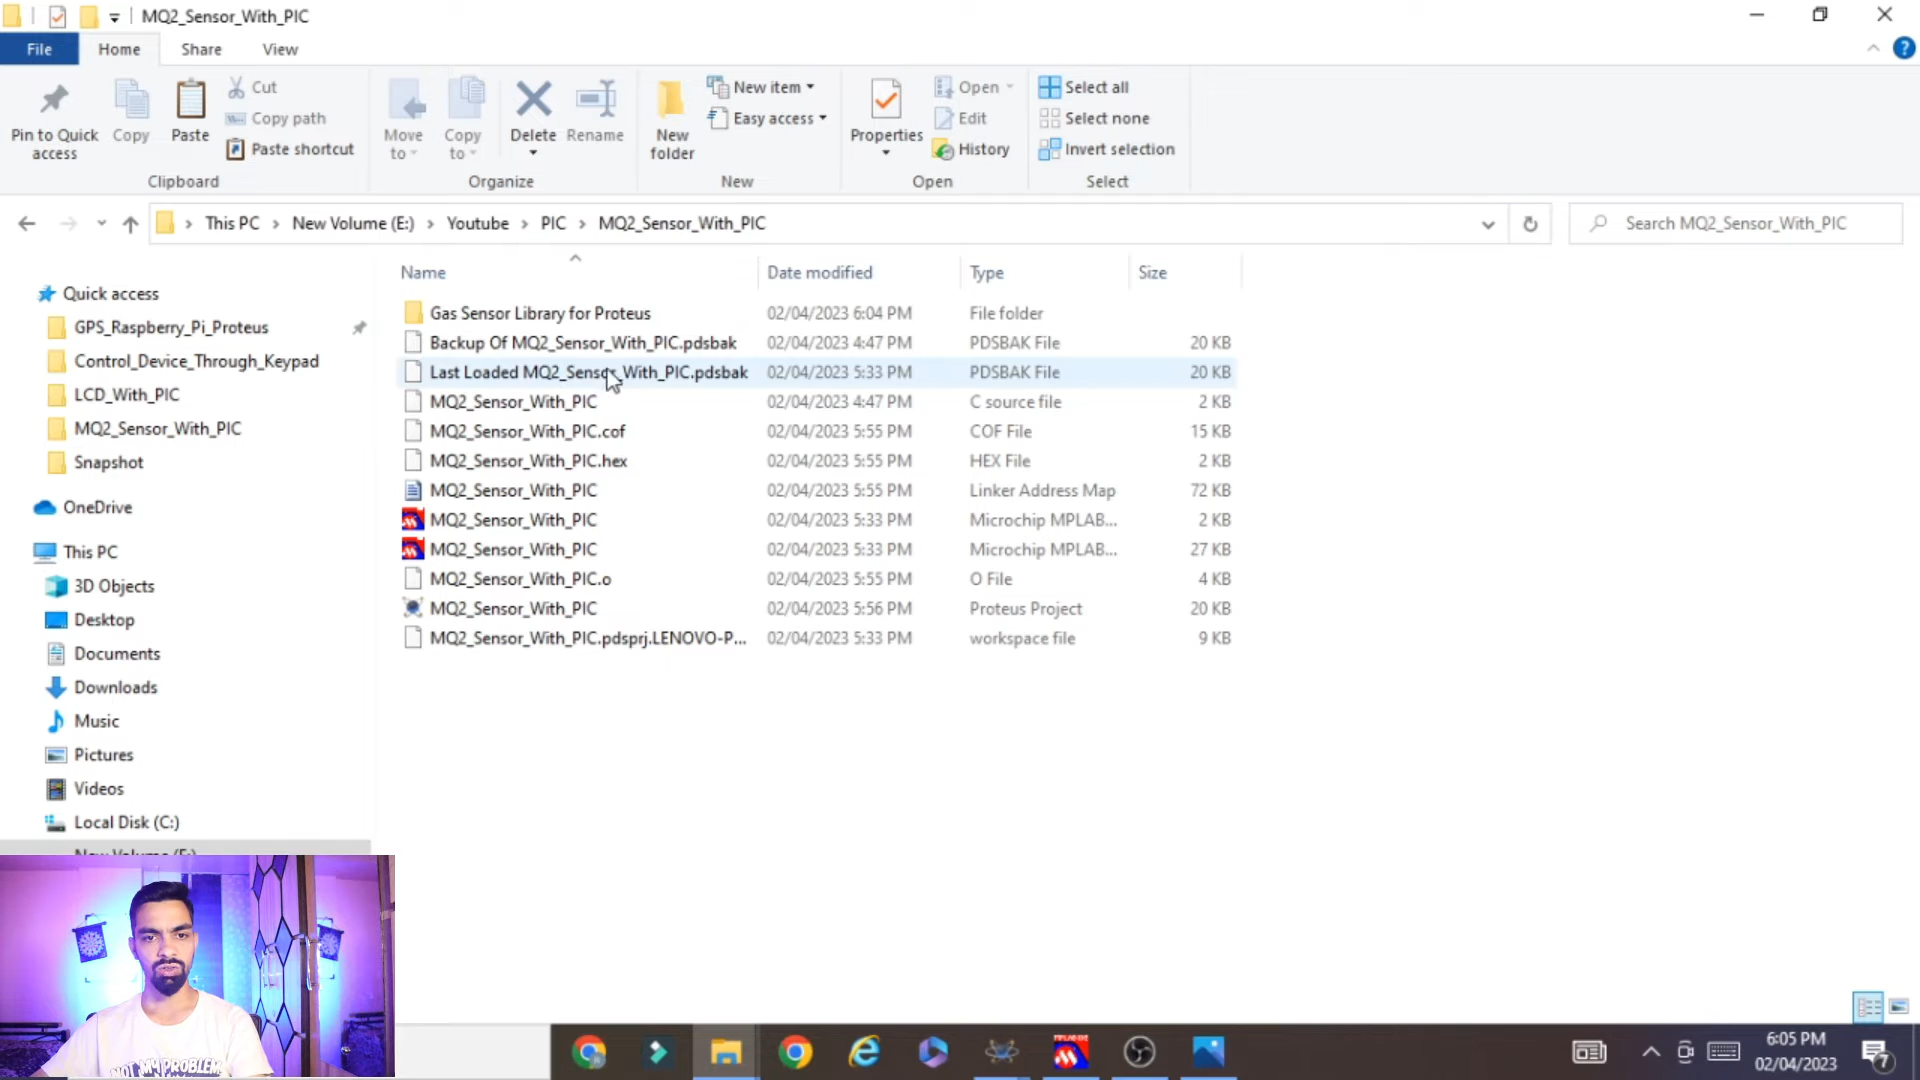 MQ2_Sensor_With_PIC
File Home Share View
Pin to Quick access
Copy
Paste
Cut
Copy path
Paste shortcut
Clipboard
Move to
Copy to
Delete
Rename
Organize
New folder
New item
Easy access
New
Properties
Open
Edit
History
Open
Select all
Select none
Invert selection
Select
This PC > New Volume (E:) > Youtube > PIC > MQ2_Sensor_With_PIC
Search MQ2_Sensor_With_PIC
Quick access
GPS_Raspberry_Pi_Proteus
Control_Device_Through_Keypad
LCD_With_PIC
MQ2_Sensor_With_PIC
Snapshot
OneDrive
This PC
3D Objects
Desktop
Documents
Downloads
Music
Pictures
Videos
Local Disk (C:)
New Volume (E:)
Name Date modified Type Size
Gas Sensor Library for Proteus 02/04/2023 6:04 PM File folder
Backup Of MQ2_Sensor_With_PIC.pdsbak 02/04/2023 4:47 PM PDSBAK File 20 KB
Last Loaded MQ2_Sensor_With_PIC.pdsbak 02/04/2023 5:33 PM PDSBAK File 20 KB
MQ2_Sensor_With_PIC 02/04/2023 4:47 PM C source file 2 KB
MQ2_Sensor_With_PIC.cof 02/04/2023 5:55 PM COF File 15 KB
MQ2_Sensor_With_PIC.hex 02/04/2023 5:55 PM HEX File 2 KB
MQ2_Sensor_With_PIC 02/04/2023 5:55 PM Linker Address Map 72 KB
MQ2_Sensor_With_PIC 02/04/2023 5:33 PM Microchip MPLAB... 2 KB
MQ2_Sensor_With_PIC 02/04/2023 5:33 PM Microchip MPLAB... 27 KB
MQ2_Sensor_With_PIC.o 02/04/2023 5:55 PM O File 4 KB
MQ2_Sensor_With_PIC 02/04/2023 5:56 PM Proteus Project 20 KB
MQ2_Sensor_With_PIC.pdsprj.LENOVO-P... 02/04/2023 5:33 PM workspace file 9 KB
NOT MY PROBLEM
6:05 PM
02/04/2023
7